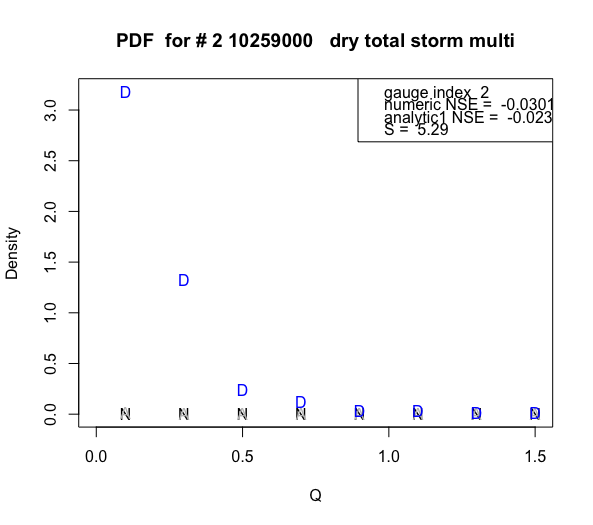 PDF  for # 2 10259000   dry total storm multi
gauge index  2
numeric NSE =  -0.0301
analytic1 NSE =  -0.023
S =  5.29
D
D
D
D
D D D D
N N N N N N N N
3.0
2.5
2.0
1.5
1.0
0.5
0.0
Density
0.0 0.5 1.0 1.5
Q